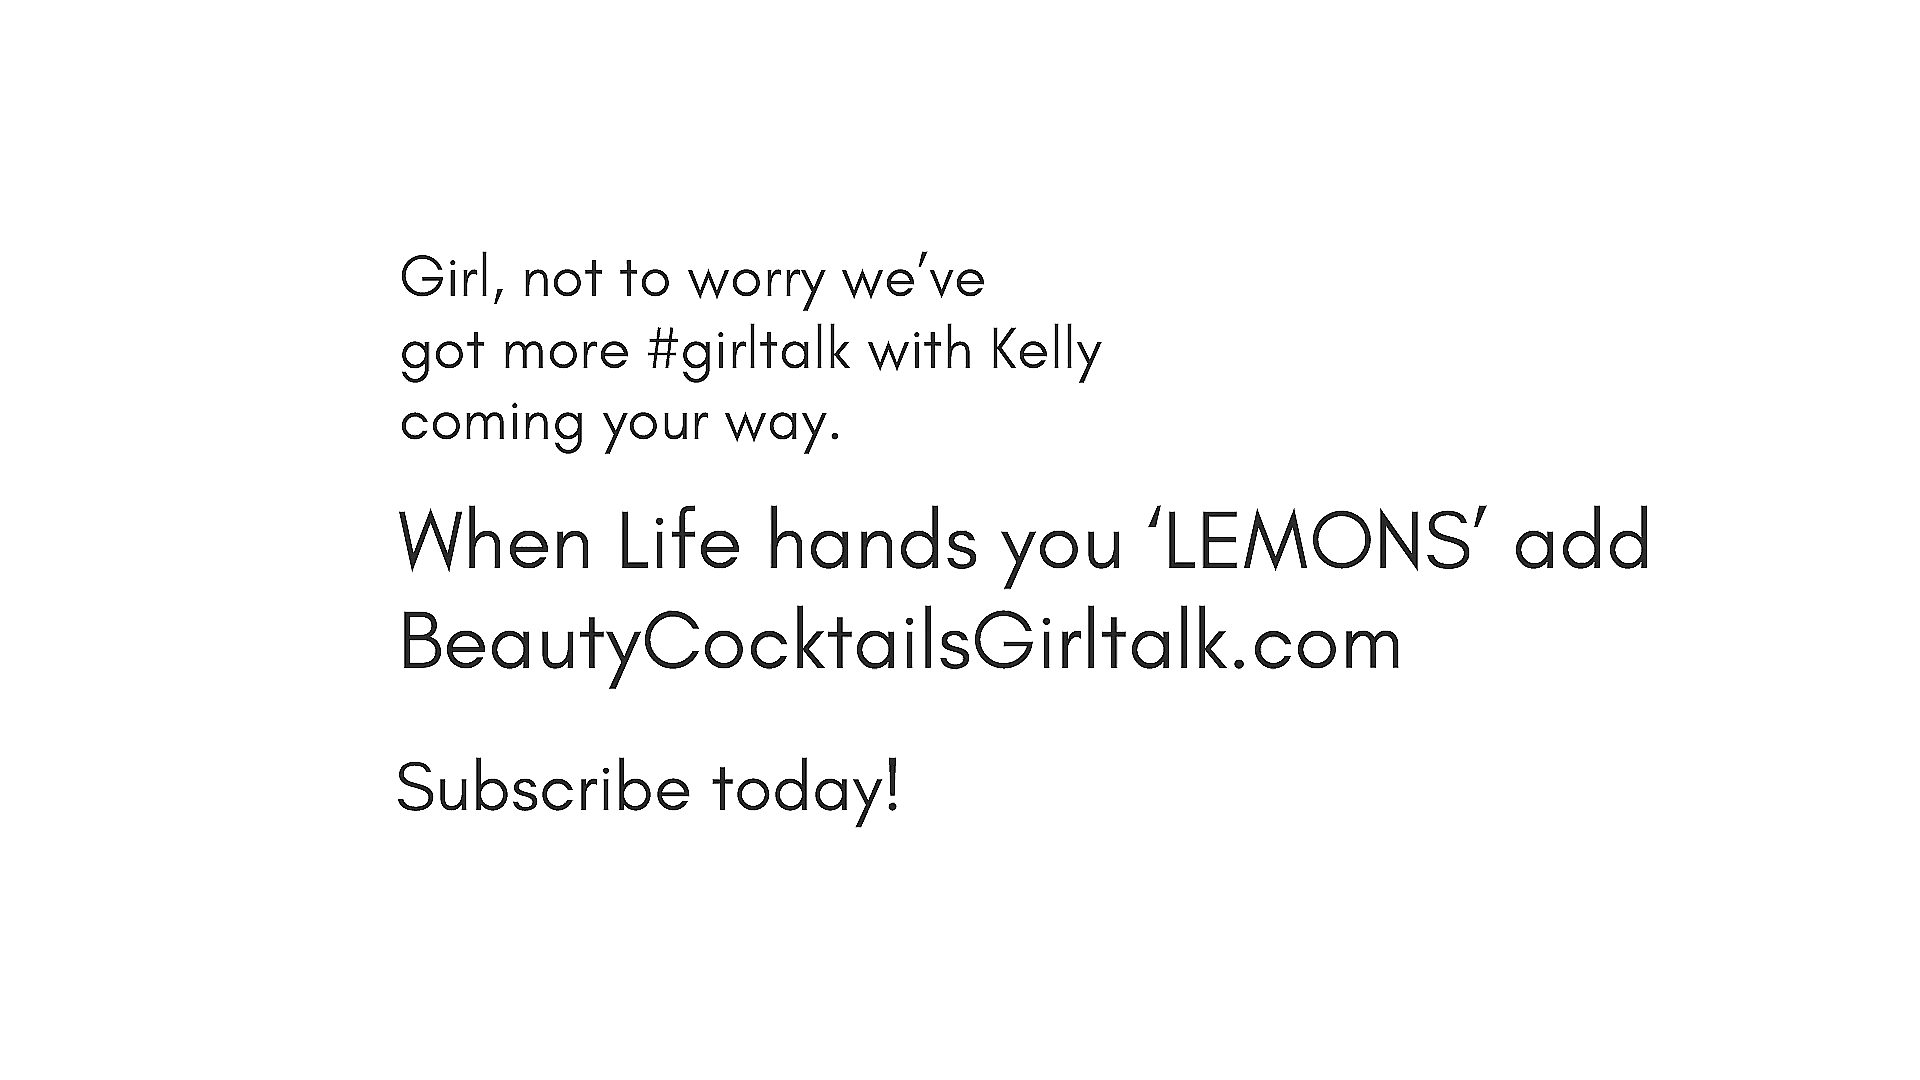 Girl, not to worry we’ve
got more #girltalk with Kelly
coming your way.
When Life hands you ‘LEMONS’ add
BeautyCocktailsGirltalk.com
Subscribe today!